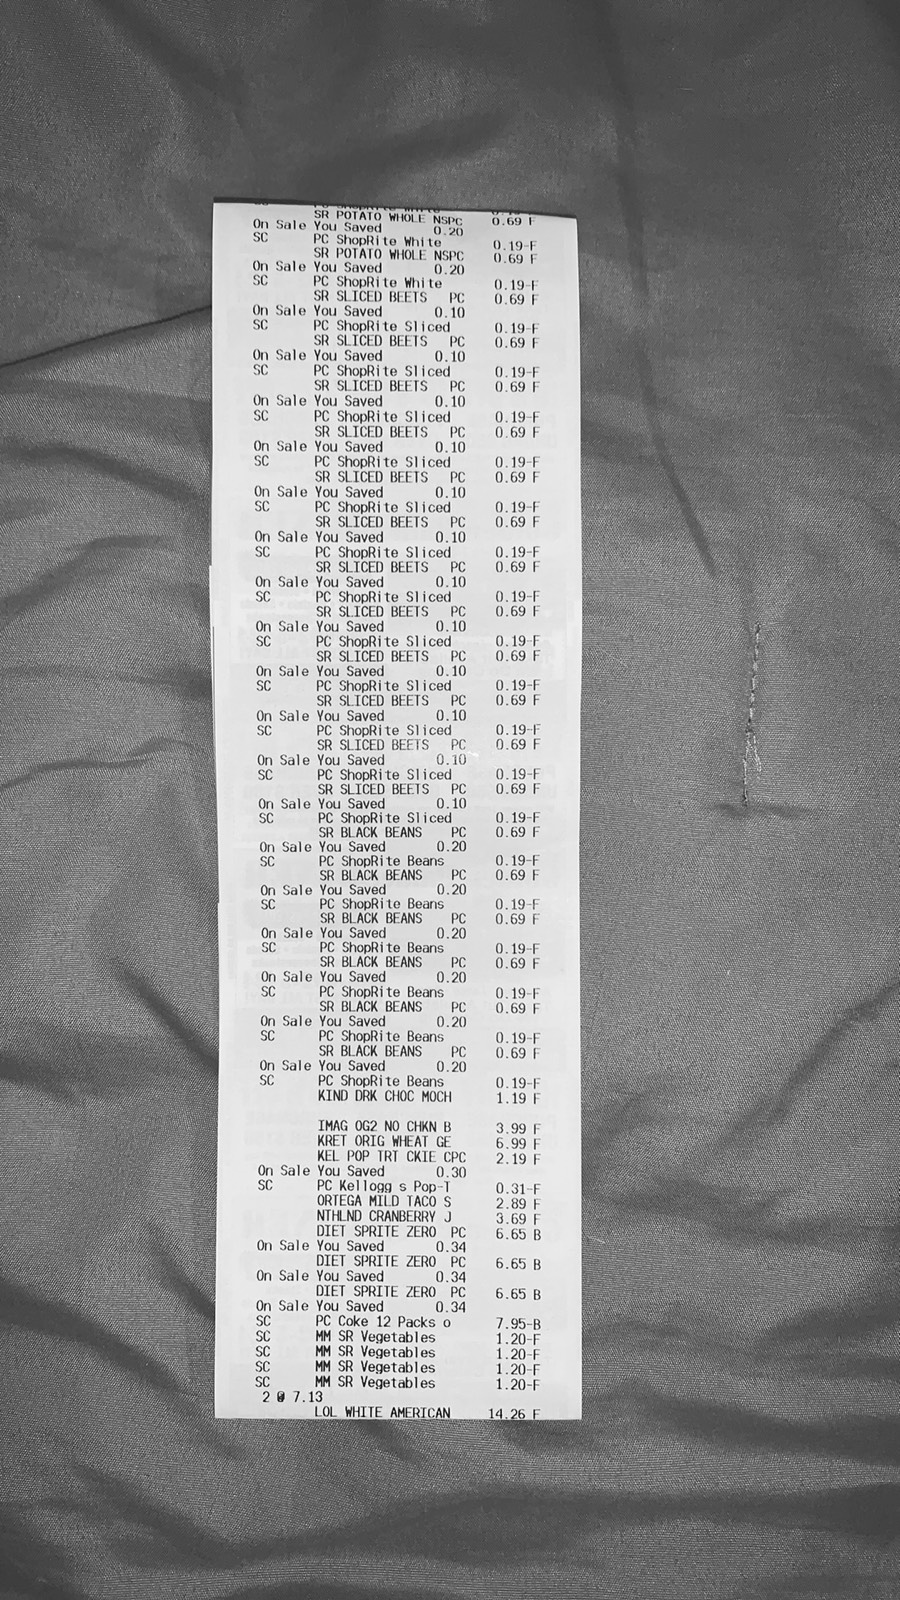 SR POTATO WHOLE NSPC 0.69 F
On Sale You Saved 0.20
SC PC ShopRite White 0.19-F
SR POTATO WHOLE NSPC 0.69 F
On Sale You Saved 0.20
SC PC ShopRite White 0.19-F
SR SLICED BEETS PC 0.69 F
On Sale You Saved 0.10
SC PC ShopRite Sliced 0.19-F
SR SLICED BEETS PC 0.69 F
On Sale You Saved 0.10
SC PC ShopRite Sliced 0.19-F
SR SLICED BEETS PC 0.69 F
On Sale You Saved 0.10
SC PC ShopRite Sliced 0.19-F
SR SLICED BEETS PC 0.69 F
On Sale You Saved 0.10
SC PC ShopRite Sliced 0.19-F
SR SLICED BEETS PC 0.69 F
On Sale You Saved 0.10
SC PC ShopRite Sliced 0.19-F
SR SLICED BEETS PC 0.69 F
On Sale You Saved 0.10
SC PC ShopRite Sliced 0.19-F
SR SLICED BEETS PC 0.69 F
On Sale You Saved 0.10
SC PC ShopRite Sliced 0.19-F
SR SLICED BEETS PC 0.69 F
On Sale You Saved 0.10
SC PC ShopRite Sliced 0.19-F
SR SLICED BEETS PC 0.69 F
On Sale You Saved 0.10
SC PC ShopRite Sliced 0.19-F
SR SLICED BEETS PC 0.69 F
On Sale You Saved 0.10
SC PC ShopRite Sliced 0.19-F
SR SLICED BEETS PC 0.69 F
On Sale You Saved 0.10
SC PC ShopRite Sliced 0.19-F
SR SLICED BEETS PC 0.69 F
On Sale You Saved 0.10
SC PC ShopRite Sliced 0.19-F
SR BLACK BEANS PC 0.69 F
On Sale You Saved 0.20
SC PC ShopRite Beans 0.19-F
SR BLACK BEANS PC 0.69 F
On Sale You Saved 0.20
SC PC ShopRite Beans 0.19-F
SR BLACK BEANS PC 0.69 F
On Sale You Saved 0.20
SC PC ShopRite Beans 0.19-F
SR BLACK BEANS PC 0.69 F
On Sale You Saved 0.20
SC PC ShopRite Beans 0.19-F
SR BLACK BEANS PC 0.69 F
On Sale You Saved 0.20
SC PC ShopRite Beans 0.19-F
SR BLACK BEANS PC 0.69 F
On Sale You Saved 0.20
SC PC ShopRite Beans 0.19-F
KIND DRK CHOC MOCH 1.19 F
IMAG OG2 NO CHKN B 3.99 F
KRET ORIG WHEAT GE 6.99 F
KEL POP TRT CKIE CPC 2.19 F
On Sale You Saved 0.30
SC PC Kellogg s Pop-T 0.31-F
ORTEGA MILD TACO S 2.89 F
NTHLND CRANBERRY J 3.69 F
DIET SPRITE ZERO PC 6.65 B
On Sale You Saved 0.34
DIET SPRITE ZERO PC 6.65 B
On Sale You Saved 0.34
DIET SPRITE ZERO PC 6.65 B
On Sale You Saved 0.34
SC PC Coke 12 Packs o 7.95-B
SC MM SR Vegetables 1.20-F
SC MM SR Vegetables 1.20-F
SC MM SR Vegetables 1.20-F
SC MM SR Vegetables 1.20-F
2 @ 7.13
LOL WHITE AMERICAN 14.26 F